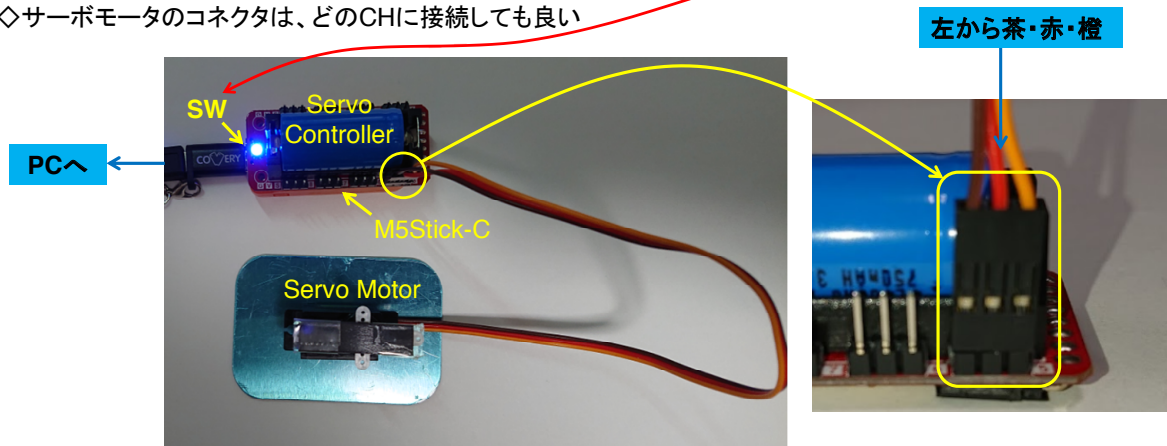 ◇サーボモータのコネクタは、どのCHに接続しても良い
左から茶・赤・橙
SW
Servo
Controller
PCへ
M5Stick-C
Servo Motor
750mAH 3